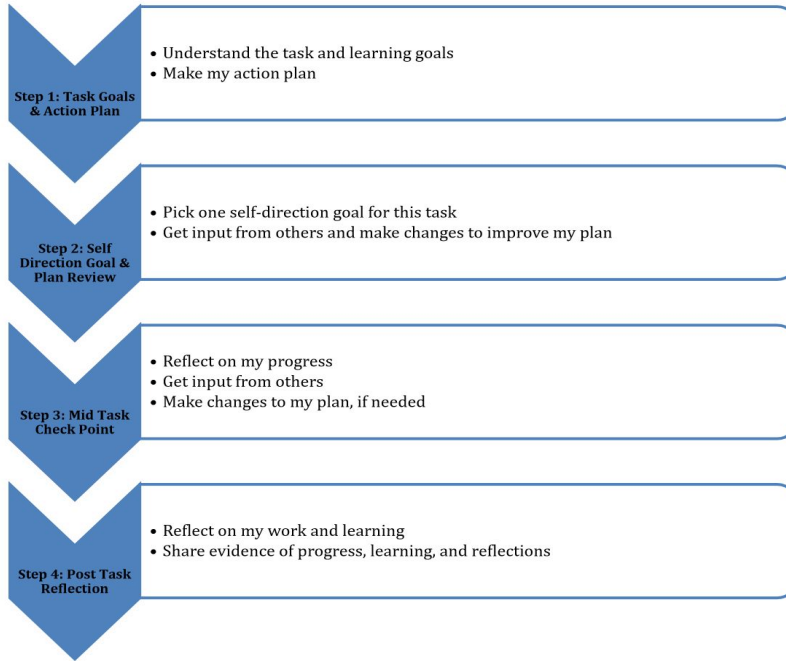 Step 1: Task Goals
& Action Plan
• Understand the task and learning goals
• Make my action plan
Step 2: Self
Direction Goal &
Plan Review
• Pick one self-direction goal for this task
• Get input from others and make changes to improve my plan
Step 3: Mid Task
Check Point
• Reflect on my progress
• Get input from others
• Make changes to my plan, if needed
Step 4: Post Task
Reflection
• Reflect on my work and learning
• Share evidence of progress, learning, and reflections